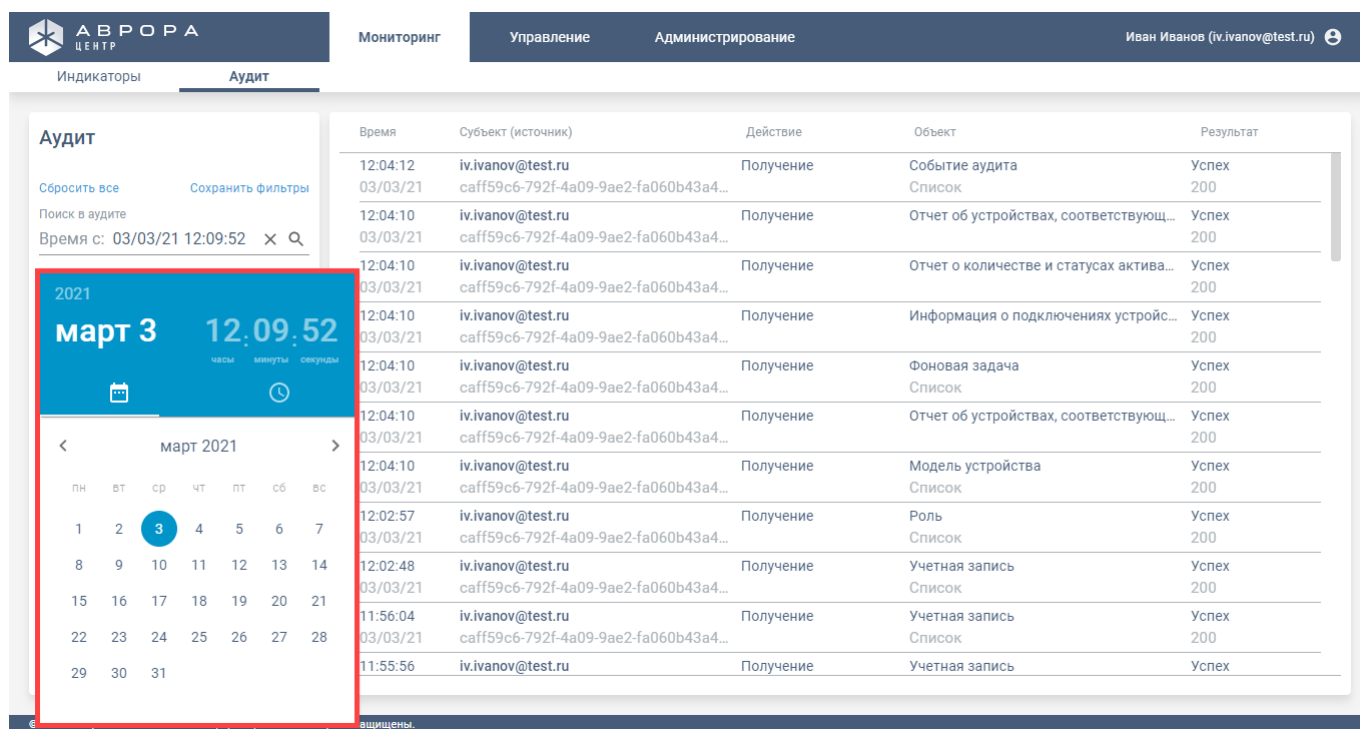 АВРОРА
ЦЕНТР
Мониторинг Управление Администрирование Иван Иванов (iv.ivanov@test.ru)
Индикаторы Аудит
Аудит
Сбросить все Сохранить фильтры
Поиск в аудите
Время с: 03/03/21 12:09:52
2021
март 3 12:09:52
часы минуты секунды
март 2021
пн вт ср чт пт сб вс
1 2 3 4 5 6 7
8 9 10 11 12 13 14
15 16 17 18 19 20 21
22 23 24 25 26 27 28
29 30 31
Время Субъект (источник) Действие Объект Результат
12:04:12 iv.ivanov@test.ru Получение Событие аудита Успех
03/03/21 caff59c6-792f-4a09-9ae2-fa060b43a4... Список 200
12:04:10 iv.ivanov@test.ru Получение Отчет об устройствах, соответствующ... Успех
03/03/21 caff59c6-792f-4a09-9ae2-fa060b43a4... 200
12:04:10 iv.ivanov@test.ru Получение Отчет о количестве и статусах актива... Успех
03/03/21 caff59c6-792f-4a09-9ae2-fa060b43a4... 200
12:04:10 iv.ivanov@test.ru Получение Информация о подключениях устройс... Успех
03/03/21 caff59c6-792f-4a09-9ae2-fa060b43a4... 200
12:04:10 iv.ivanov@test.ru Получение Фоновая задача Успех
03/03/21 caff59c6-792f-4a09-9ae2-fa060b43a4... Список 200
12:04:10 iv.ivanov@test.ru Получение Отчет об устройствах, соответствующ... Успех
03/03/21 caff59c6-792f-4a09-9ae2-fa060b43a4... 200
12:04:10 iv.ivanov@test.ru Получение Модель устройства Успех
03/03/21 caff59c6-792f-4a09-9ae2-fa060b43a4... Список 200
12:02:57 iv.ivanov@test.ru Получение Роль Успех
03/03/21 caff59c6-792f-4a09-9ae2-fa060b43a4... Список 200
12:02:48 iv.ivanov@test.ru Получение Учетная запись Успех
03/03/21 caff59c6-792f-4a09-9ae2-fa060b43a4... Список 200
11:56:04 iv.ivanov@test.ru Получение Учетная запись Успех
03/03/21 caff59c6-792f-4a09-9ae2-fa060b43a4... Список 200
11:55:56 iv.ivanov@test.ru Получение Учетная запись Успех